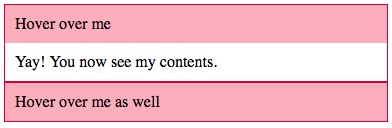 Hover over me
Yay! You now see my contents.
Hover over me as well